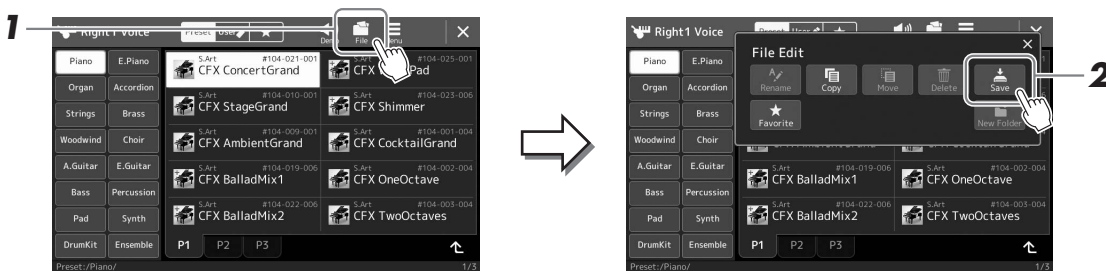 1
Right1 Voice
Preset User
Demo File Menu
Piano E.Piano
Organ Accordion
Strings Brass
Woodwind Choir
A.Guitar E.Guitar
Bass Percussion
Pad Synth
DrumKit Ensemble
S.Art #104-021-001
CFX ConcertGrand
S.Art #104-025-001
CFX Pad
S.Art #104-010-001
CFX StageGrand
S.Art #104-023-006
CFX Shimmer
S.Art #104-009-001
CFX AmbientGrand
S.Art #104-001-004
CFX CocktailGrand
S.Art #104-019-006
CFX BalladMix1
S.Art #104-002-004
CFX OneOctave
S.Art #104-022-006
CFX BalladMix2
S.Art #104-003-004
CFX TwoOctaves
P1 P2 P3
Preset:/Piano/ 1/3
Right1 Voice
File Edit
Rename Copy Move Delete Save
Favorite New Folder
2
Piano E.Piano
Organ Accordion
Strings Brass
Woodwind Choir
A.Guitar E.Guitar
Bass Percussion
Pad Synth
DrumKit Ensemble
S.Art #104-019-006
CFX BalladMix1
S.Art #104-002-004
CFX OneOctave
S.Art #104-022-006
CFX BalladMix2
S.Art #104-003-004
CFX TwoOctaves
P1 P2 P3
Preset:/Piano/ 1/3